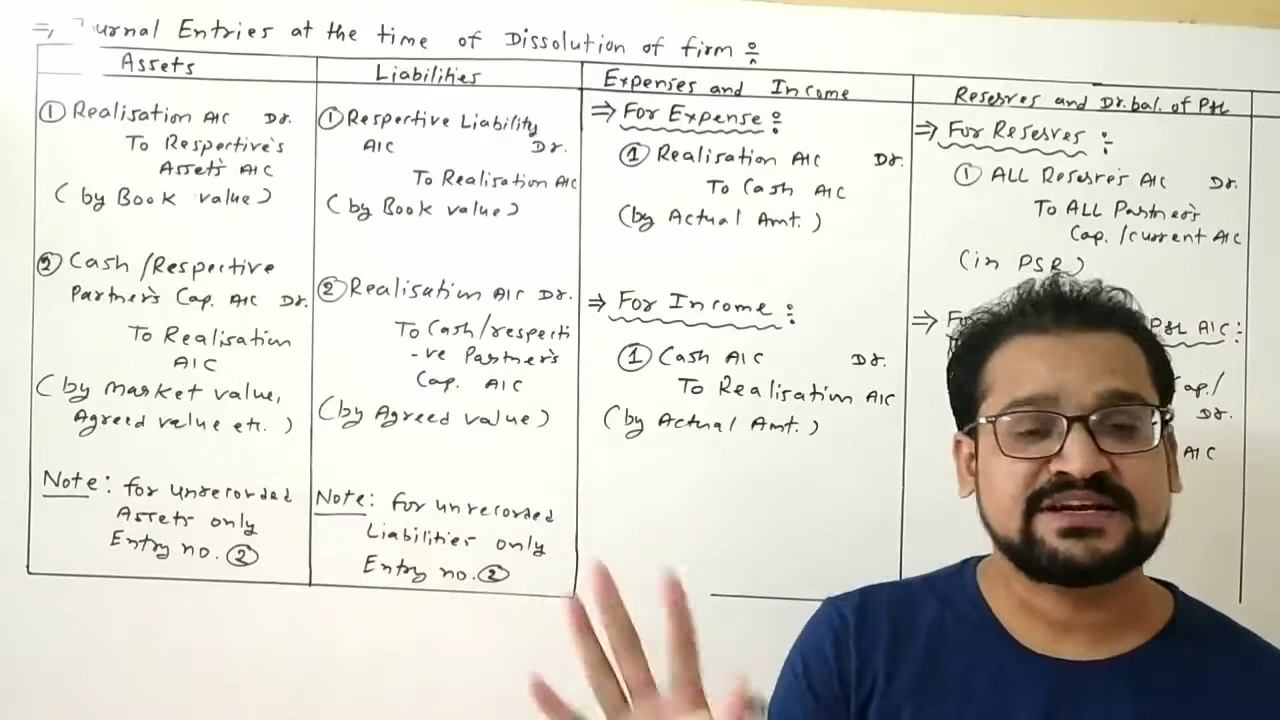 ⇒ Journal Entries at the time of Dissolution of firm :
Assets
① Realisation A/C Dr.
To Respective's
Assets A/C
(by Book value)
② Cash/Respective
Partner's Cap. A/C Dr.
To Realisation
A/C
(by market value,
Agreed value etc.)
Note: for unrecorded
Assets only
Entry no. ②
Liabilities
① Respective Liability
A/C Dr.
To Realisation A/C
(by Book value)
② Realisation A/C Dr.
To Cash/respecti
-ve Partner's
Cap. A/C
(by Agreed value)
Note: for unrecorded
Liabilities only
Entry no. ②
Expenses and Income
⇒ For Expense :
① Realisation A/C Dr.
To Cash A/C
(by Actual Amt.)
⇒ For Income :
① Cash A/C Dr.
To Realisation A/C
(by Actual Amt.)
Reserves and Dr. bal. of P&L
⇒ For Reserves :
① ALL Reserve's A/C Dr.
To ALL Partner's
Cap./current A/C
(in PSR)
⇒ P&L A/C :
Cap./
Dr.
A/C